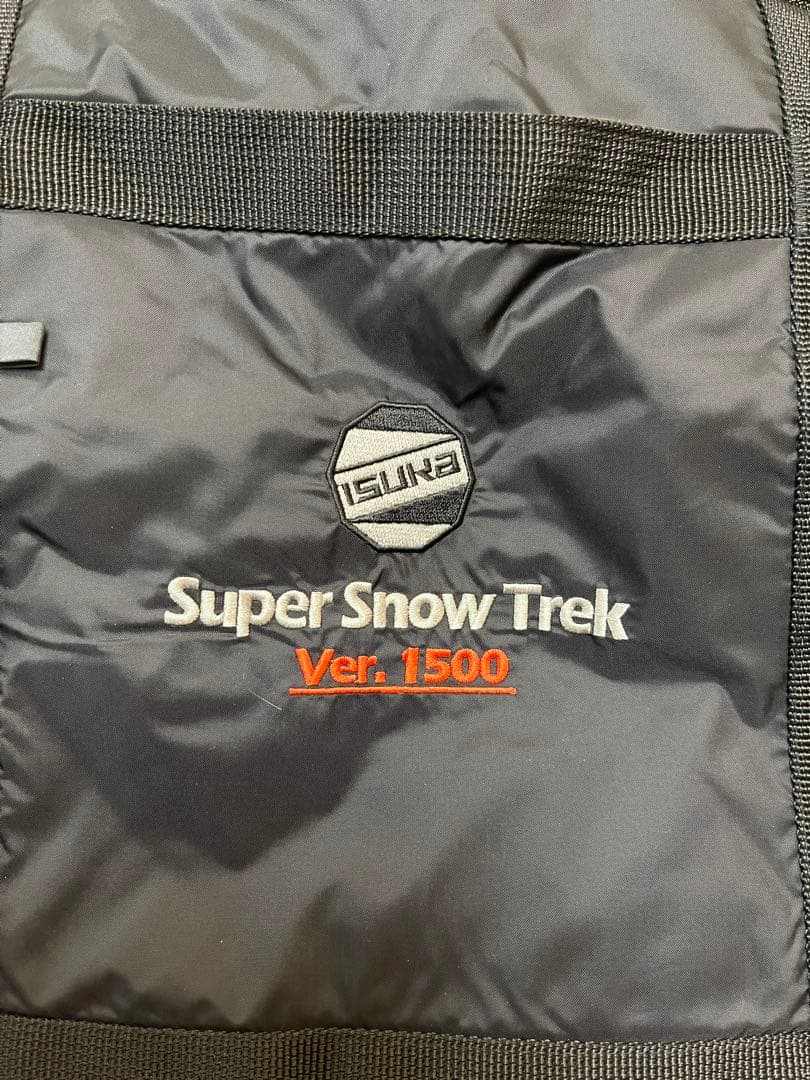 ISUKA
Super Snow Trek
Ver. 1500